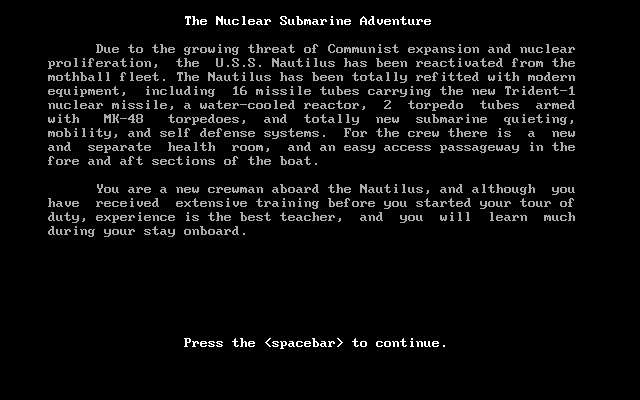 The Nuclear Submarine Adventure
Due to the growing threat of Communist expansion and nuclear
proliferation, the U.S.S. Nautilus has been reactivated from the
mothball fleet. The Nautilus has been totally refitted with modern
equipment, including 16 missile tubes carrying the new Trident-1
nuclear missile, a water-cooled reactor, 2 torpedo tubes armed
with MK-48 torpedoes, and totally new submarine quieting,
mobility, and self defense systems. For the crew there is a new
and separate health room, and an easy access passageway in the
fore and aft sections of the boat.
You are a new crewman aboard the Nautilus, and although you
have received extensive training before you started your tour of
duty, experience is the best teacher, and you will learn much
during your stay onboard.
Press the <spacebar> to continue.